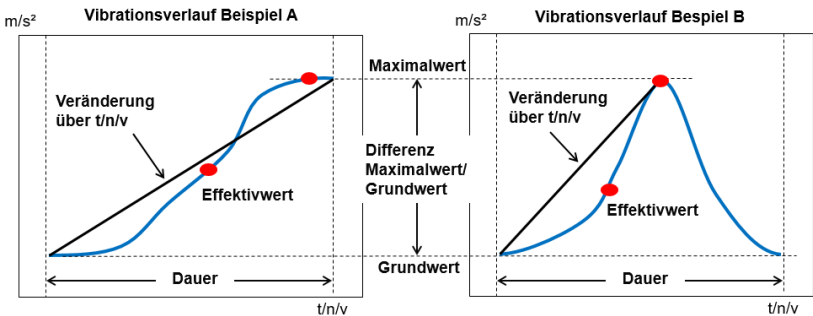 m/s²
Vibrationsverlauf Beispiel A
Veränderung
über t/n/v
Effektivwert
Dauer
t/n/v
Maximalwert
Differenz
Maximalwert/
Grundwert
Grundwert
m/s²
Vibrationsverlauf Bespiel B
Veränderung
über t/n/v
Effektivwert
Dauer
t/n/v